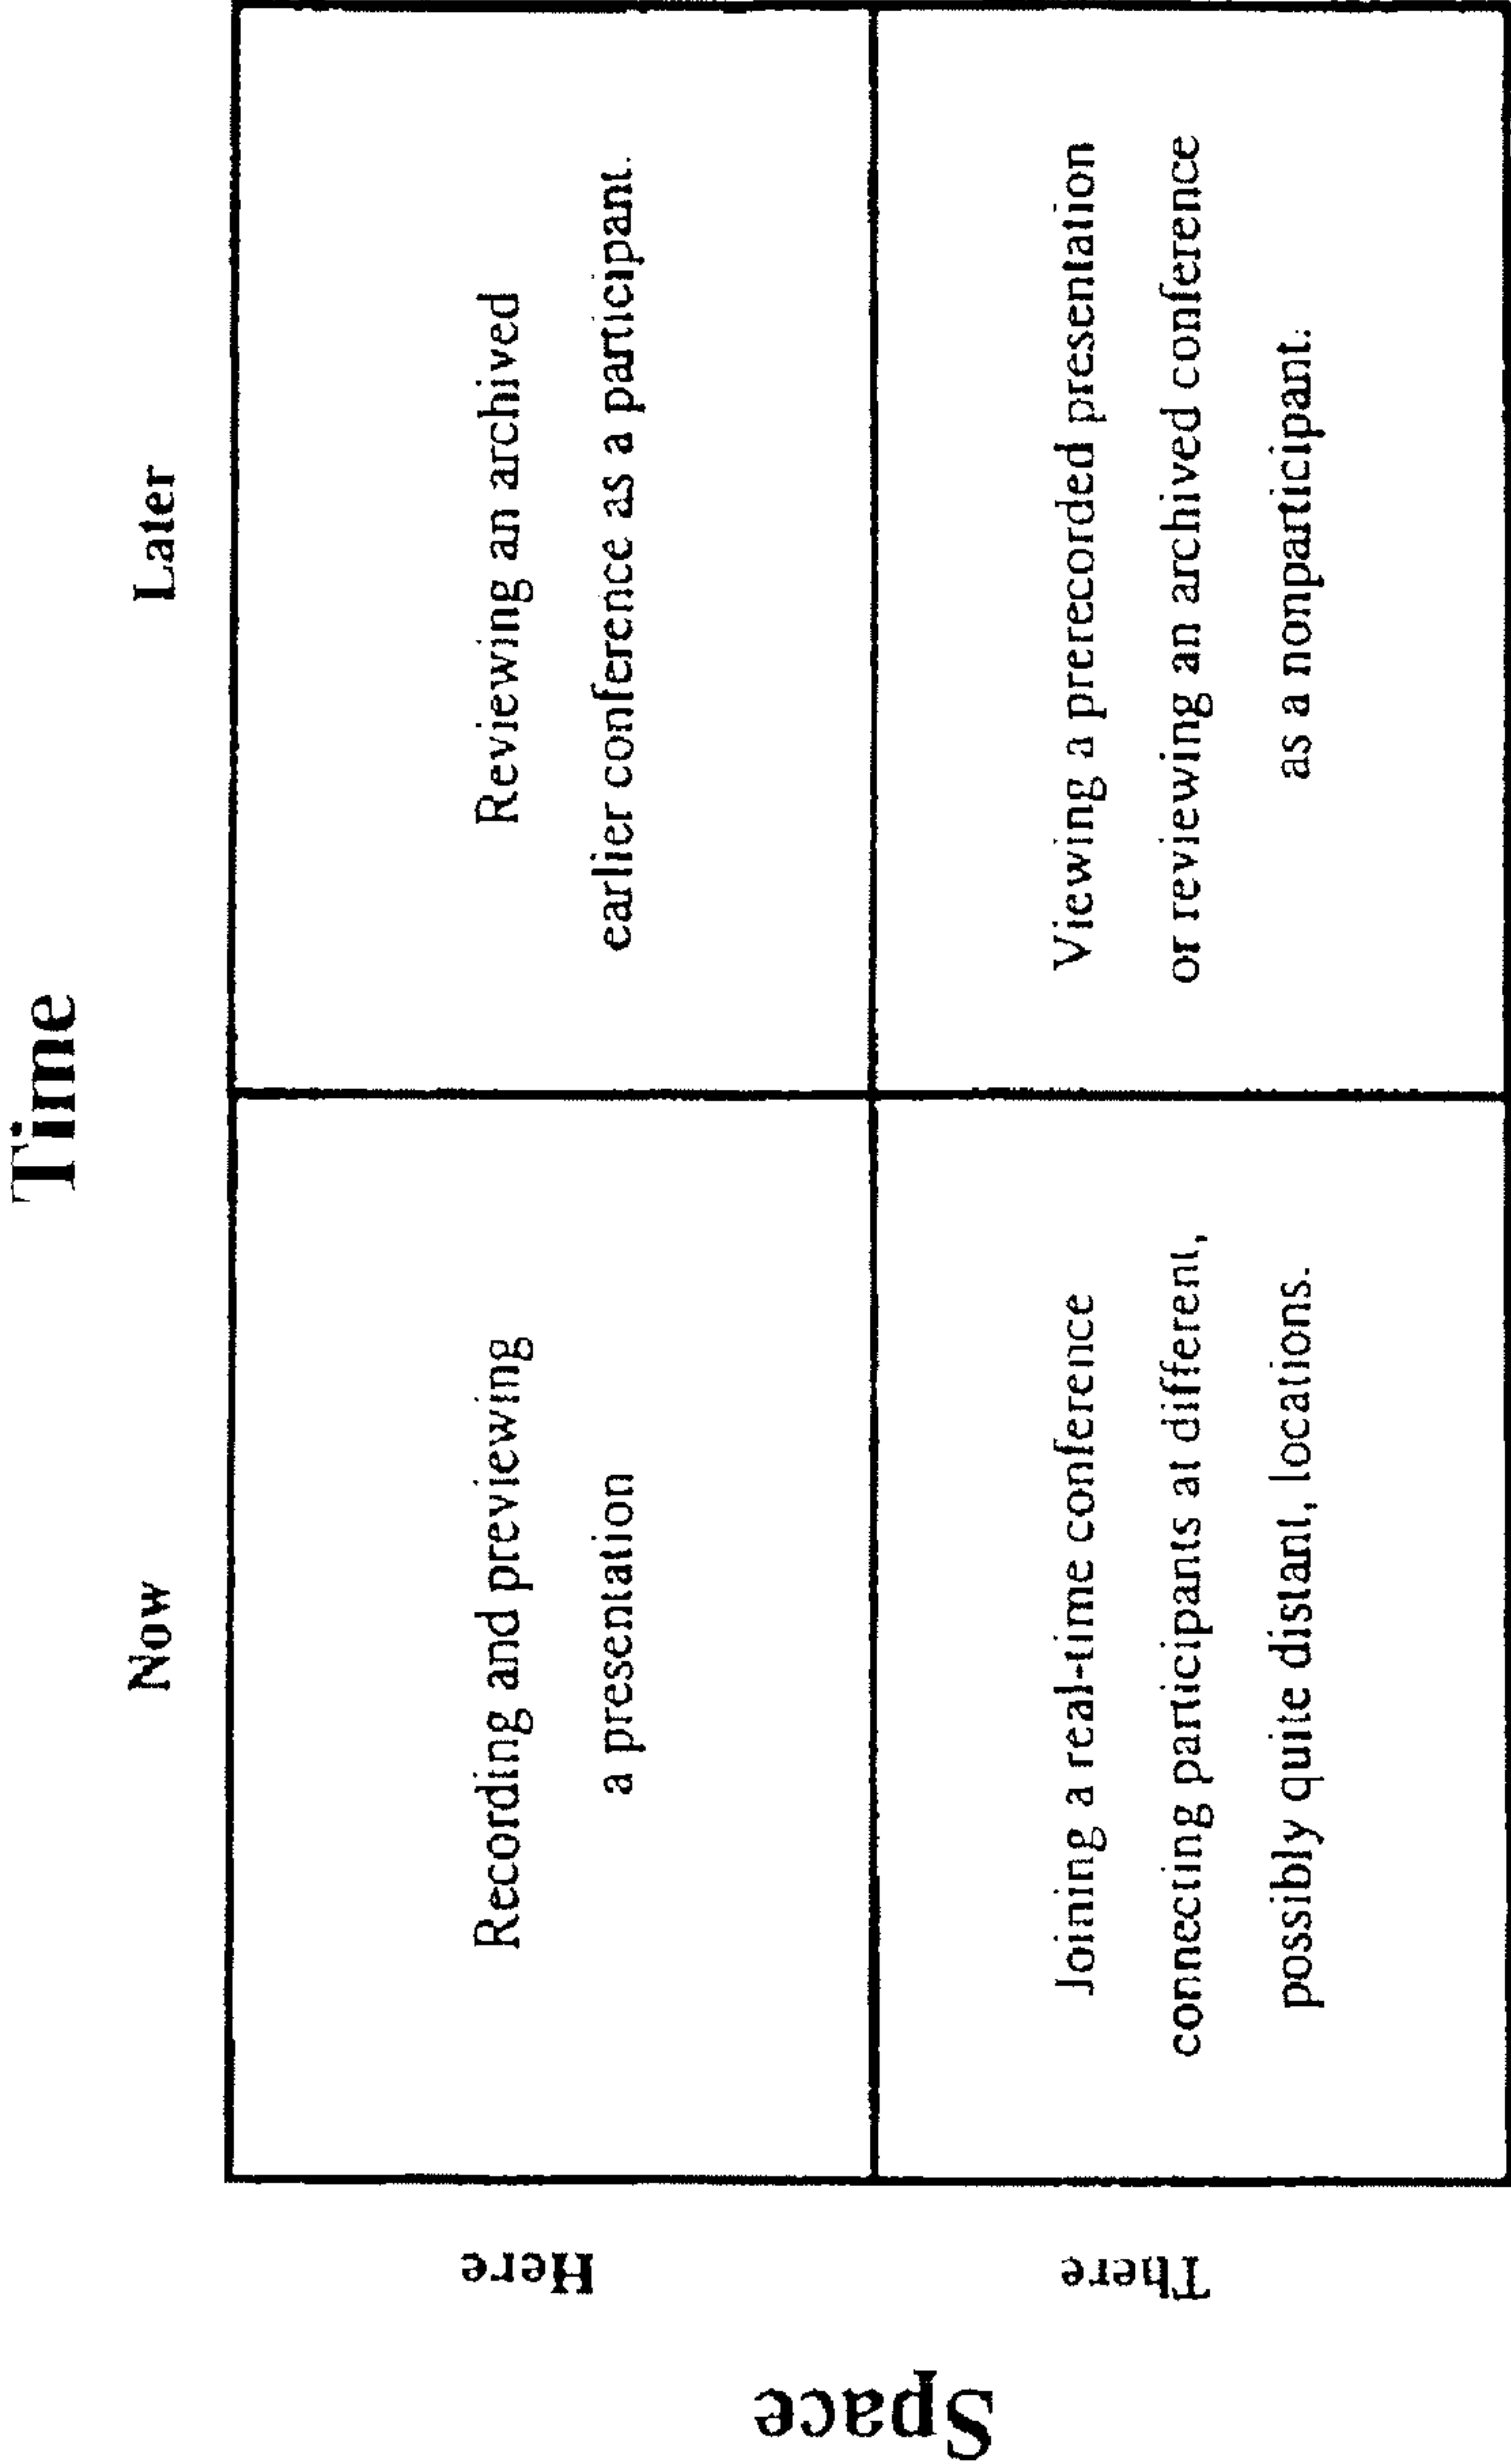 Time
Now
Later
Space
Here
Recording and previewing
a presentation
Reviewing an archived
earlier conference as a participant.
There
Joining a real-time conference
connecting participants at different,
possibly quite distant, locations.
Viewing a prerecorded presentation
or reviewing an archived conference
as a nonparticipant.